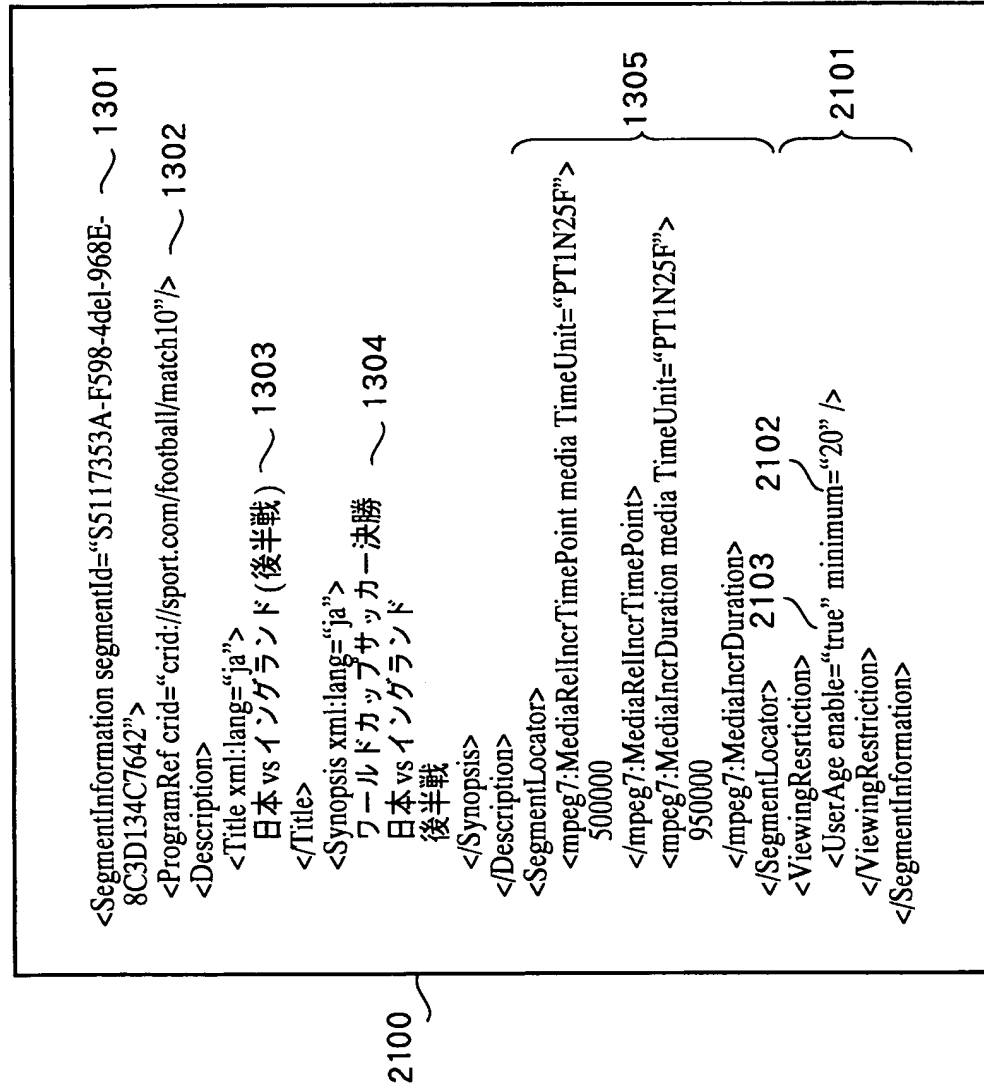 <SegmentInformation segmentId=“S5117353A-F598-4del-968E- 1301
8C3D134C7642”>
<ProgramRef crid=“crid://sport.com/football/match10”/> 1302
<Description>
<Title xml:lang=“ja”>
日本 vs イングランド (後半戦) 1303
</Title>
<Synopsis xml:lang=“ja”>
ワールドカップサッカー決勝 1304
日本 vs イングランド
後半戦
</Synopsis>
</Description>
<SegmentLocator>
<mpeg7:MediaRelIncrTimePoint media TimeUnit=“PT1N25F”>
500000
</mpeg7:MediaRelIncrTimePoint>
1305
<mpeg7:MediaIncrDuration media TimeUnit=“PT1N25F”>
950000
</mpeg7:MediaIncrDuration>
</SegmentLocator> 2103 2102
<ViewingResrtiction>
<UserAge enable=“true” minimum=“20” />
2101
</ViewingRestriction>
</SegmentInformation>
2100